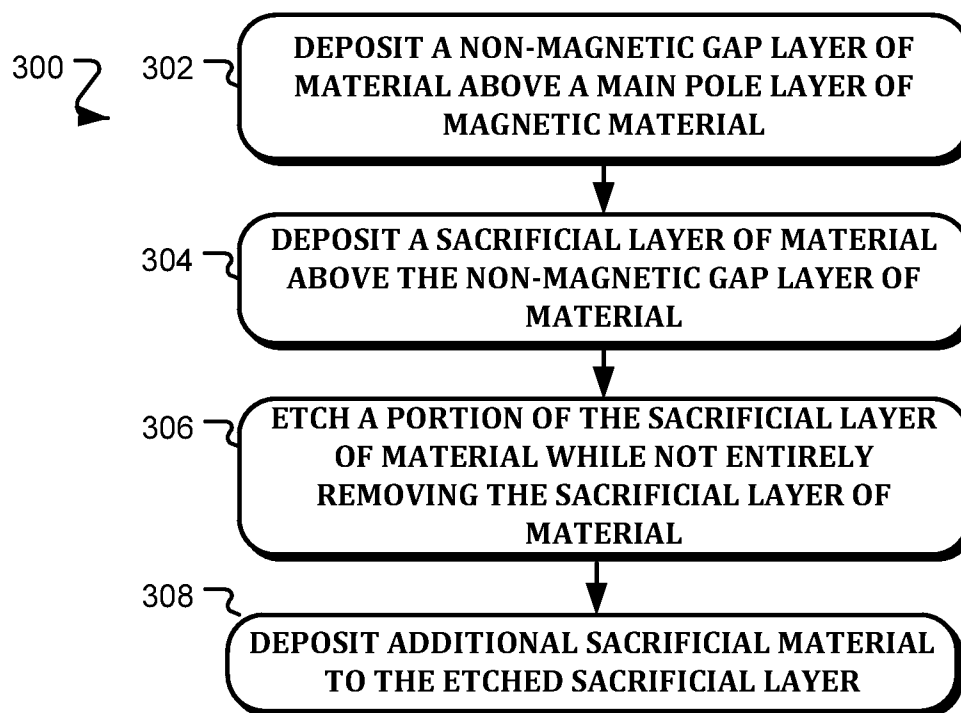 300
302
DEPOSIT A NON-MAGNETIC GAP LAYER OF
MATERIAL ABOVE A MAIN POLE LAYER OF
MAGNETIC MATERIAL
304
DEPOSIT A SACRIFICIAL LAYER OF MATERIAL
ABOVE THE NON-MAGNETIC GAP LAYER OF
MATERIAL
306
ETCH A PORTION OF THE SACRIFICIAL LAYER
OF MATERIAL WHILE NOT ENTIRELY
REMOVING THE SACRIFICIAL LAYER OF
MATERIAL
308
DEPOSIT ADDITIONAL SACRIFICIAL MATERIAL
TO THE ETCHED SACRIFICIAL LAYER